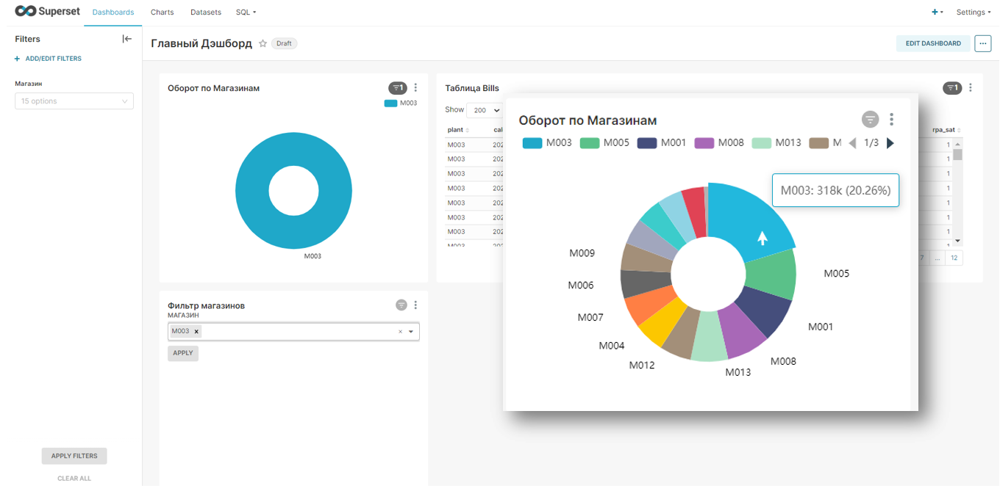 Superset Dashboards Charts Datasets SQL Settings
Filters
ADD/EDIT FILTERS
Магазин
15 options
APPLY FILTERS
CLEAR ALL
Главный Дэшборд Draft EDIT DASHBOARD ...
Оборот по Магазинам 1
M003
M003
Таблица Bills 1
Show 200
plant cal rpa_sat
M003 202 1
M003 202 1
M003 202 1
M003 202 1
M003 202 1
M003 202 1
M003 202 1
M003 202 1
7 ... 12
Оборот по Магазинам
M003 M005 M001 M008 M013 M 1/3
M003: 318k (20.26%)
M009
M005
M006
M007
M001
M004
M008
M012
M013
Фильтр магазинов
МАГАЗИН
M003 x ×
APPLY